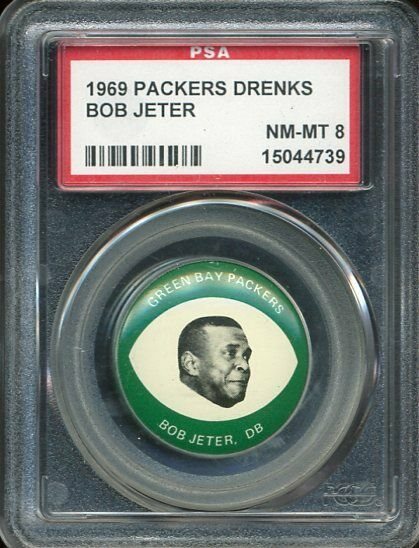 PSA
1969 PACKERS DRENKS
BOB JETER
NM-MT 8
15044739
GREEN BAY PACKERS
BOB JETER, DB